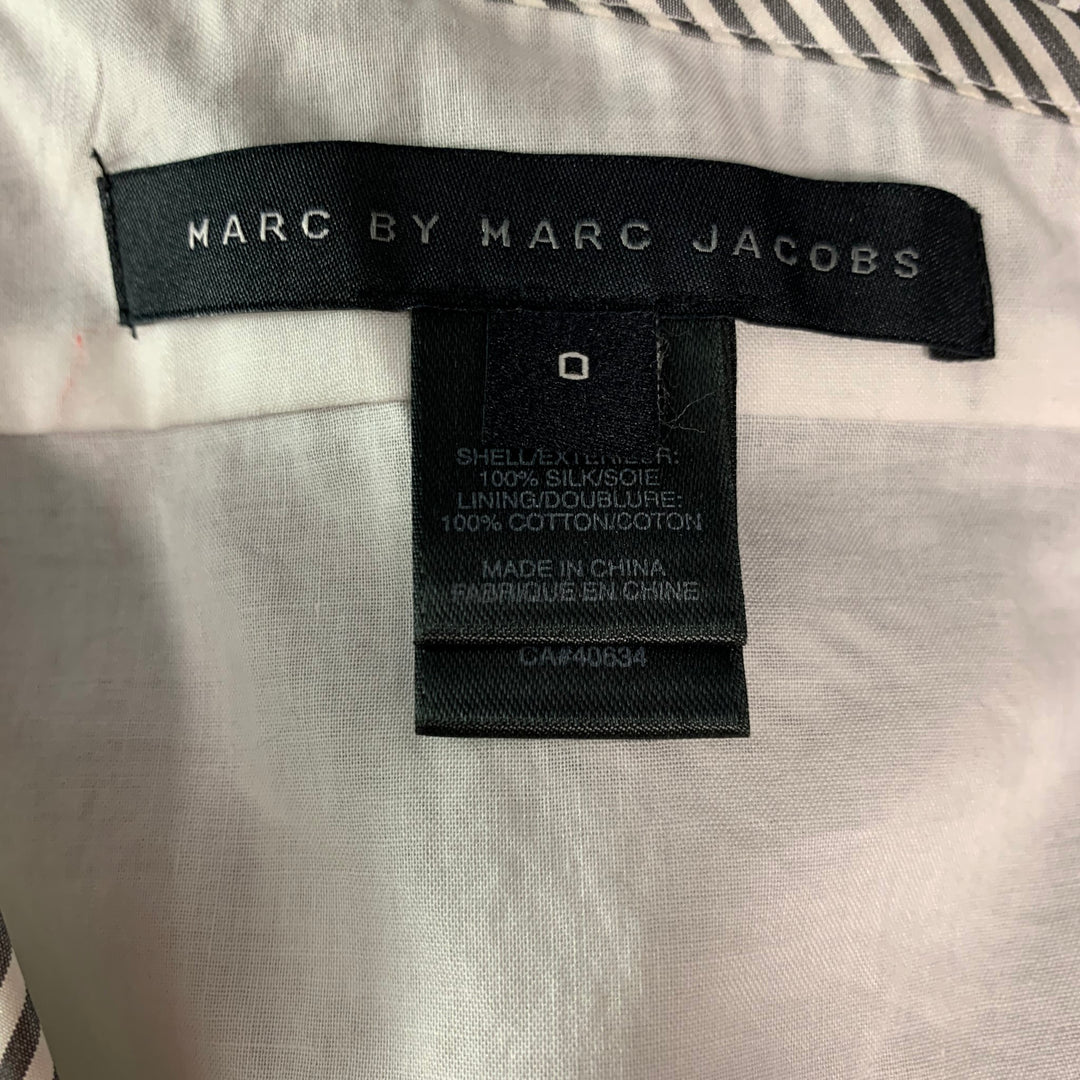 MARC BY MARC JACOBS
0
SHELL/EXTERIEUR:
100% SILK/SOIE
LINING/DOUBLURE:
100% COTTON/COTON
MADE IN CHINA
FABRIQUE EN CHINE
CA#40634